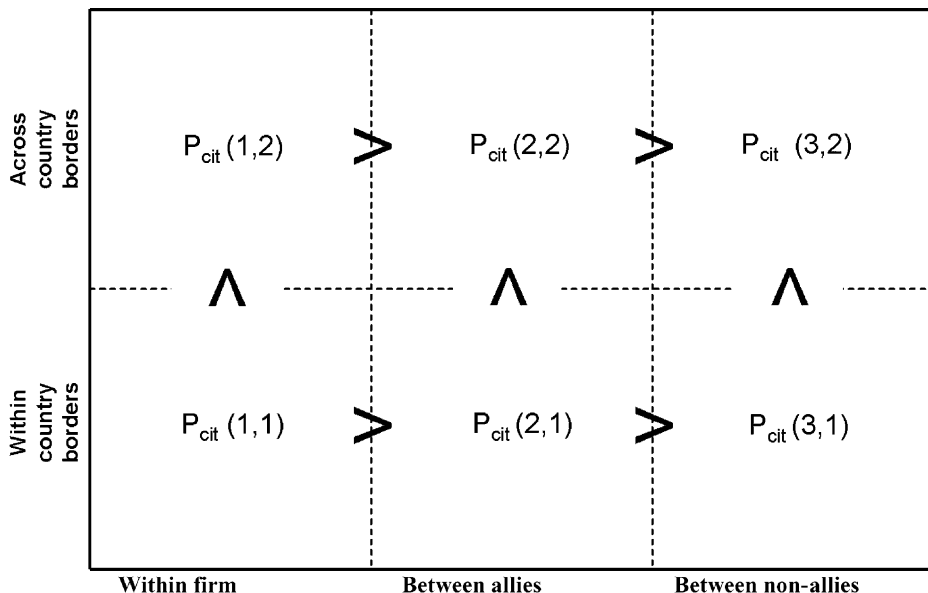 Across
country
borders
P_cit (1,2) > P_cit (2,2) > P_cit (3,2)
∧ ∧ ∧
Within
country
borders
P_cit (1,1) > P_cit (2,1) > P_cit (3,1)
Within firm Between allies Between non-allies